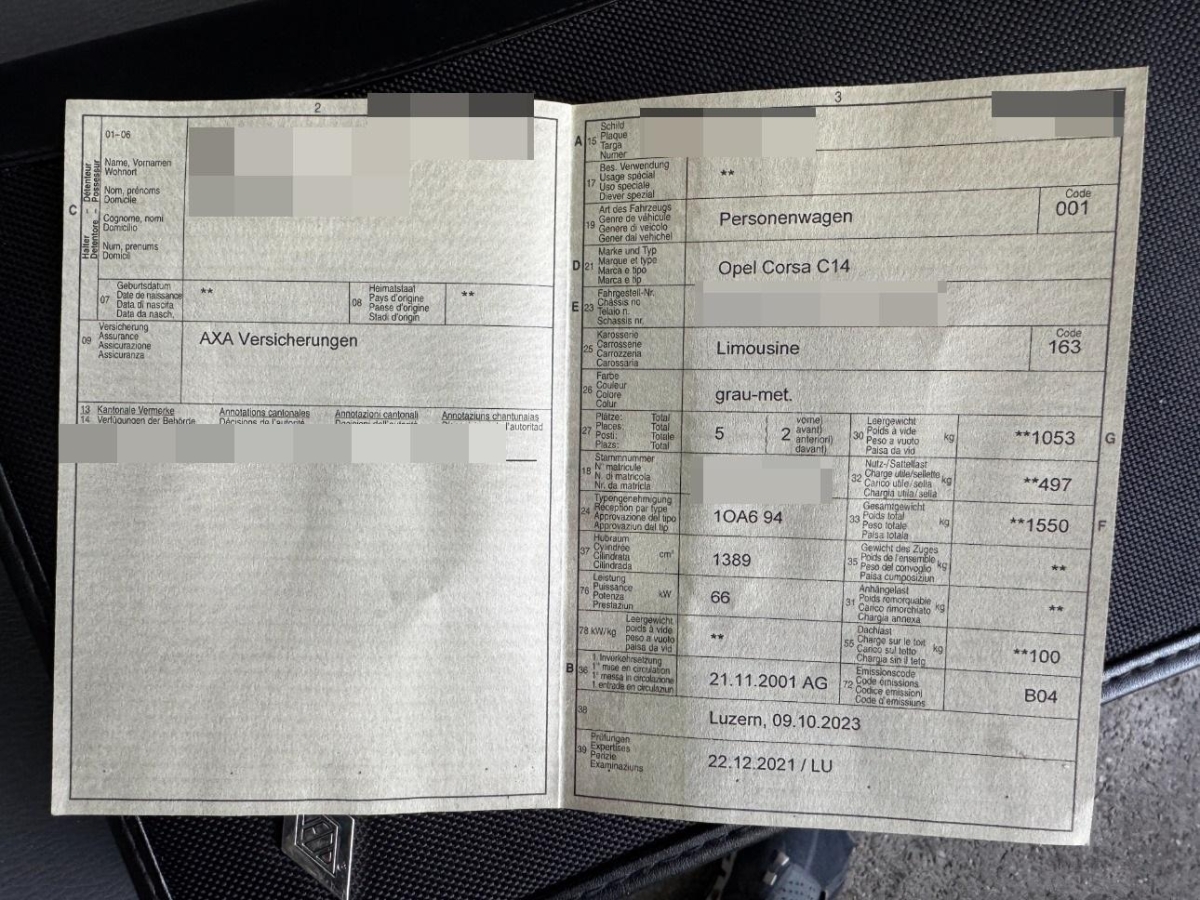 2
01–06
Name, Vornamen
Wohnort
Nom, prénoms
Domicile
Cognome, nomi
Domicilio
Num, prenums
Domicil
C
Halter – Détenteur
Detentore – Possessur
07
Geburtsdatum
Date de naissance
Data di nascita
Data da nasch.
**
08
Heimatstaat
Pays d'origine
Paese d'origine
Stadi d'origin
**
09
Versicherung
Assurance
Assicurazione
Assicuranza
AXA Versicherungen
13 Kantonale Vermerke Annotations cantonales Annotazioni cantonali Annotaziuns chantunalas
14 Verfügungen der Behörde Décisions de l'autorité
3
A 15
Schild
Plaque
Targa
Numer
17
Bes. Verwendung
Usage spécial
Uso speciale
Diever spezial
**
19
Art des Fahrzeugs
Genre de véhicule
Genere di veicolo
Gener dal vehichel
Personenwagen
Code
001
D 21
Marke und Typ
Marque et type
Marca e tipo
Marca e tip
Opel Corsa C14
E 23
Fahrgestell-Nr.
Châssis no
Telaio n.
Schassis nr.
25
Karosserie
Carrosserie
Carrozzeria
Carossaria
Limousine
Code
163
26
Farbe
Couleur
Colore
Colur
grau-met.
27
Plätze: Total
Places: Total
Posti: Totale
Plazs: Total
5
2
vorne)
avant)
anteriori)
davant)
30
Leergewicht
Poids à vide
Peso a vuoto
Paisa da vid
kg
**1053
G
18
Stammnummer
N° matricule
N. di matricola
Nr. da matricla
32
Nutz-/Sattellast
Charge utile/sellette
Carico utile/sella
Chargia utila/sella
kg
**497
24
Typengenehmigung
Réception par type
Approvazione del tipo
Approvaziun dal tip
1OA6 94
33
Gesamtgewicht
Poids total
Peso totale
Paisa totala
kg
**1550
F
37
Hubraum
Cylindrée
Cilindrata
Cilindrada
cm³
1389
35
Gewicht des Zuges
Poids de l'ensemble
Peso del convoglio
Paisa cumposiziun
kg
**
76
Leistung
Puissance
Potenza
Prestaziun
kW
66
31
Anhängelast
Poids remorquable
Carico rimorchiato
Chargia annexa
kg
**
78 kW/kg
Leergewicht
poids à vide
peso a vuoto
paisa da vid
**
55
Dachlast
Charge sur le toit
Carico sul tetto
Chargia sin il tetg
kg
**100
B 36
1. Inverkehrsetzung
1re mise en circulation
1a messa in circolazione
1. entrada en circulaziun
21.11.2001 AG
72
Emissionscode
Code émissions
Codice emissioni
Code d'emissiuns
B04
38
Luzern, 09.10.2023
39
Prüfungen
Expertises
Perizie
Examinaziuns
22.12.2021 / LU